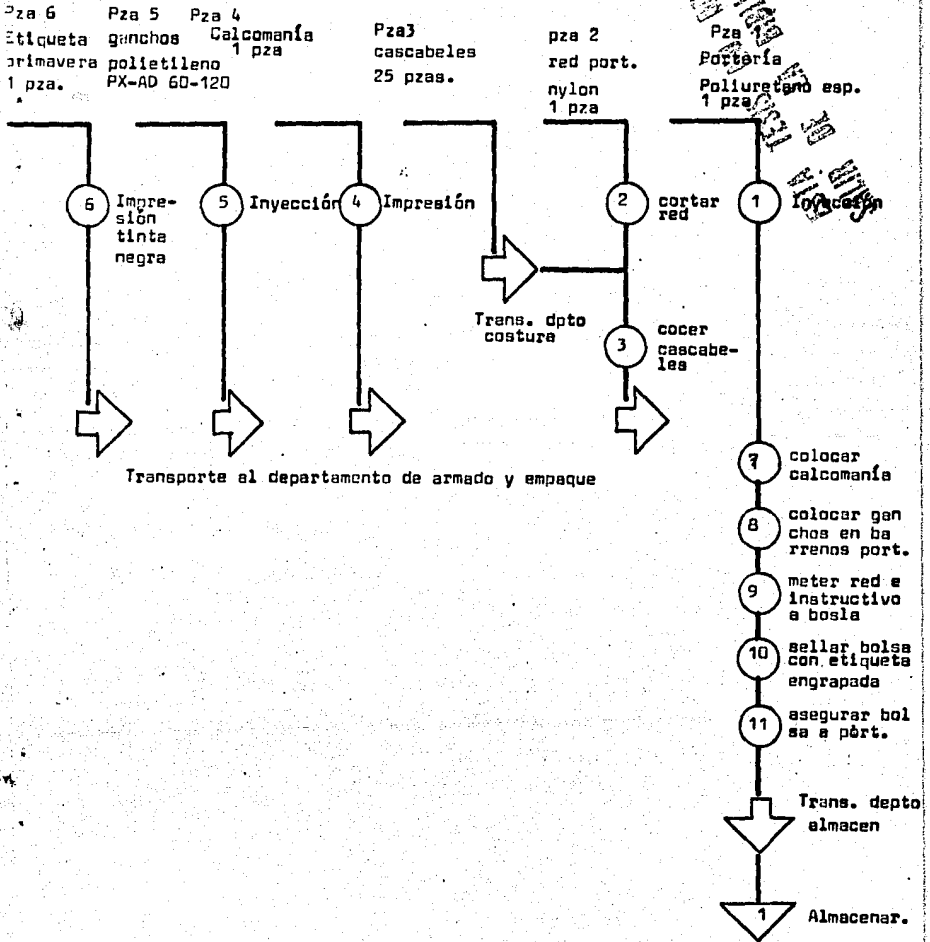 Pza 6
Etiqueta
primavera
1 pza.
Pza 5
ganchos
polietileno
PX-AD 60-120
Pza 4
Calcomanía
1 pza
Pza3
cascabeles
25 pzas.
pza 2
red port.
nylon
1 pza
Pza
Portería
Poliuretano esp.
1 pza
6
Impre-
sión
tinta
negra
5
Inyección
4
Impresión
2
cortar
red
1
Inyección
Trans. dpto
costura
3
cocer
cascabe-
les
Transporte al departamento de armado y empaque
7
colocar
calcomanía
8
colocar gan
chos en ba
rrenos port.
9
meter red e
instructivo
a bosla
10
sellar bolsa
con etiqueta
engrapada
11
asegurar bol
sa a pòrt.
Trans. depto
almacen
1
Almacenar.